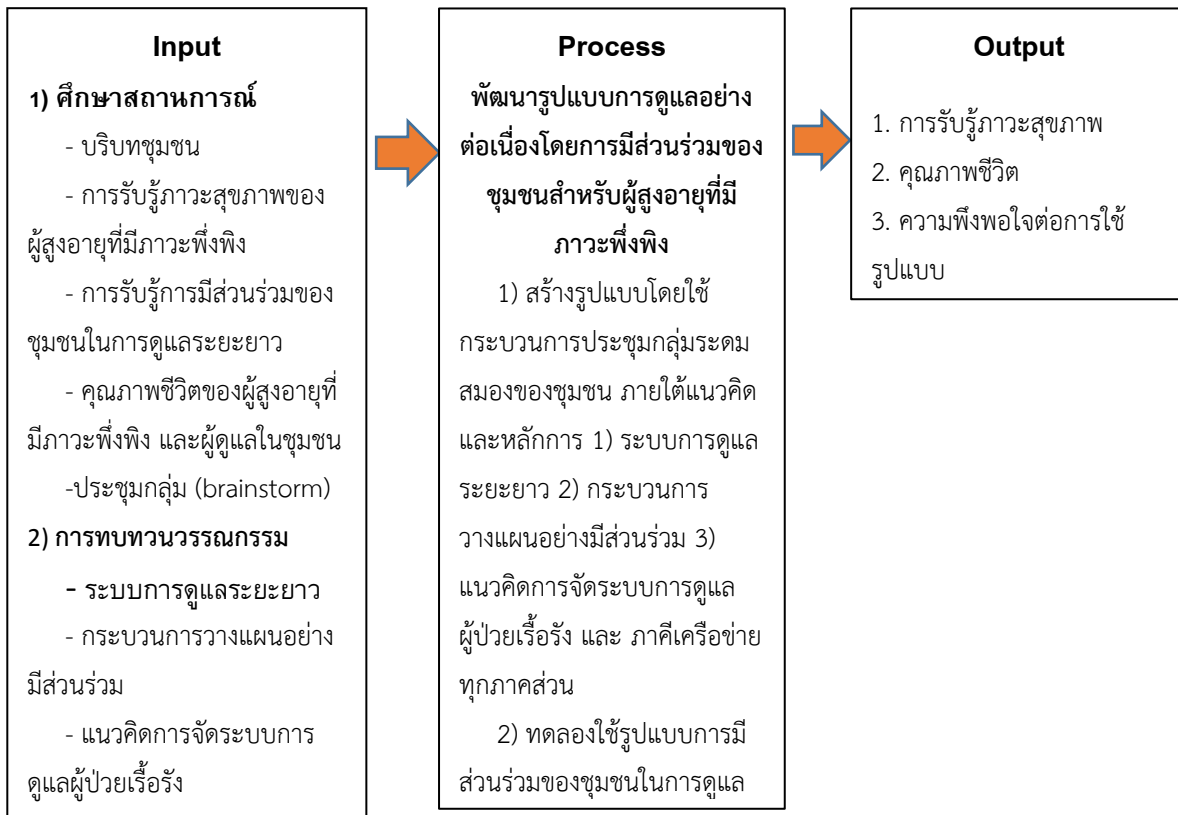 Input
1) ศึกษาสถานการณ์
- บริบทชุมชน
- การรับรู้ภาวะสุขภาพของ
ผู้สูงอายุที่มีภาวะพึ่งพิง
- การรับรู้การมีส่วนร่วมของ
ชุมชนในการดูแลระยะยาว
- คุณภาพชีวิตของผู้สูงอายุที่
มีภาวะพึ่งพิง และผู้ดูแลในชุมชน
-ประชุมกลุ่ม (brainstorm)
2) การทบทวนวรรณกรรม
- ระบบการดูแลระยะยาว
- กระบวนการวางแผนอย่าง
มีส่วนร่วม
- แนวคิดการจัดระบบการ
ดูแลผู้ป่วยเรื้อรัง
Process
พัฒนารูปแบบการดูแลอย่าง
ต่อเนื่องโดยการมีส่วนร่วมของ
ชุมชนสำหรับผู้สูงอายุที่มี
ภาวะพึ่งพิง
1) สร้างรูปแบบโดยใช้
กระบวนการประชุมกลุ่มระดม
สมองของชุมชน ภายใต้แนวคิด
และหลักการ 1) ระบบการดูแล
ระยะยาว 2) กระบวนการ
วางแผนอย่างมีส่วนร่วม 3)
แนวคิดการจัดระบบการดูแล
ผู้ป่วยเรื้อรัง และ ภาคีเครือข่าย
ทุกภาคส่วน
2) ทดลองใช้รูปแบบการมี
ส่วนร่วมของชุมชนในการดูแล
Output
1. การรับรู้ภาวะสุขภาพ
2. คุณภาพชีวิต
3. ความพึงพอใจต่อการใช้
รูปแบบ